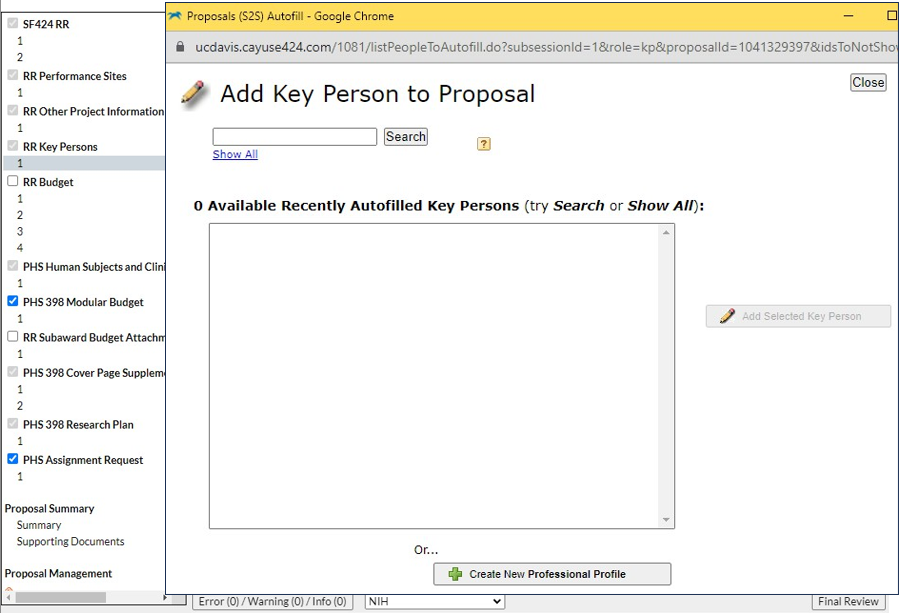 SF424 RR
1
2
RR Performance Sites
1
RR Other Project Information
1
RR Key Persons
1
RR Budget
1
2
3
4
PHS Human Subjects and Clini
1
PHS 398 Modular Budget
1
RR Subaward Budget Attachm
1
PHS 398 Cover Page Suppleme
1
2
PHS 398 Research Plan
1
PHS Assignment Request
1
Proposal Summary
Summary
Supporting Documents
Proposal Management
Proposals (S2S) Autofill - Google Chrome
ucdavis.cayuse424.com/1081/listPeopleToAutofill.do?subsessionId=1&role=kp&proposalId=1041329397&idsToNotShow
Add Key Person to Proposal
Close
Search
?
Show All
0 Available Recently Autofilled Key Persons (try Search or Show All):
Add Selected Key Person
Or...
Create New Professional Profile
Error (0) / Warning (0) / Info (0)
NIH
Final Review